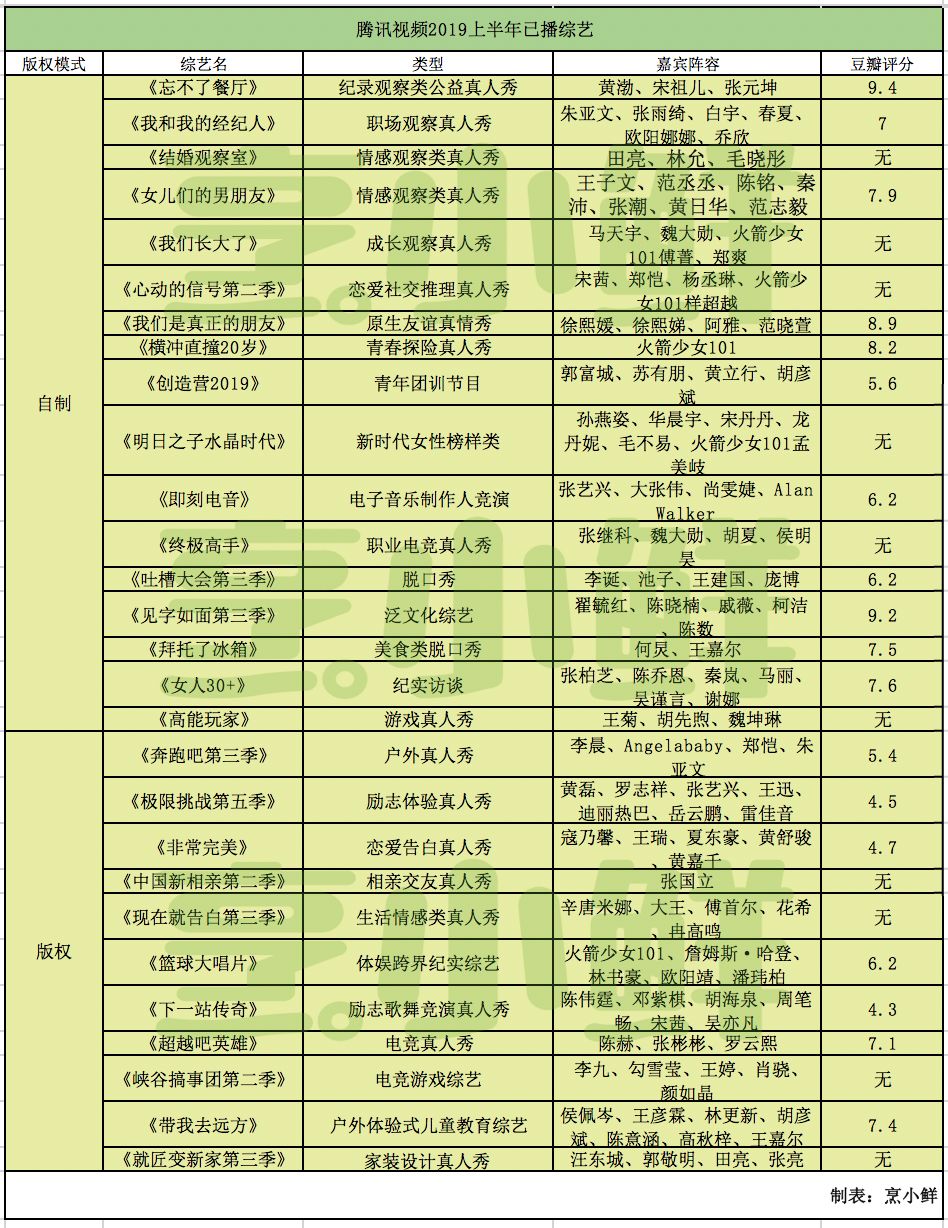 腾讯视频2019上半年已播综艺
版权模式 综艺名 类型 嘉宾阵容 豆瓣评分
自制
《忘不了餐厅》 纪录观察类公益真人秀 黄渤、宋祖儿、张元坤 9.4
《我和我的经纪人》 职场观察真人秀 朱亚文、张雨绮、白宇、春夏、
欧阳娜娜、乔欣 7
《结婚观察室》 情感观察类真人秀 田亮、林允、毛晓彤 无
《女儿们的男朋友》 情感观察类真人秀 王子文、范丞丞、陈铭、秦
沛、张潮、黄日华、范志毅 7.9
《我们长大了》 成长观察真人秀 马天宇、魏大勋、火箭少女
101傅菁、郑爽 无
《心动的信号第二季》 恋爱社交推理真人秀 宋茜、郑恺、杨丞琳、火箭少
女101样超越 无
《我们是真正的朋友》 原生友谊真情秀 徐熙媛、徐熙娣、阿雅、范晓萱 8.9
《横冲直撞20岁》 青春探险真人秀 火箭少女101 8.2
《创造营2019》 青年团训节目 郭富城、苏有朋、黄立行、胡彦
斌 5.6
《明日之子水晶时代》 新时代女性榜样类 孙燕姿、华晨宇、宋丹丹、龙
丹妮、毛不易、火箭少女101孟
美岐 无
《即刻电音》 电子音乐制作人竞演 张艺兴、大张伟、尚雯婕、Alan
Walker 6.2
《终极高手》 职业电竞真人秀 张继科、魏大勋、胡夏、侯明
昊 无
《吐槽大会第三季》 脱口秀 李诞、池子、王建国、庞博 6.2
《见字如面第三季》 泛文化综艺 翟毓红、陈晓楠、戚薇、柯洁
、陈数 9.2
《拜托了冰箱》 美食类脱口秀 何炅、王嘉尔 7.5
《女人30+》 纪实访谈 张柏芝、陈乔恩、秦岚、马丽、
吴谨言、谢娜 7.6
《高能玩家》 游戏真人秀 王菊、胡先煦、魏坤琳 无
版权
《奔跑吧第三季》 户外真人秀 李晨、Angelababy、郑恺、朱
亚文 5.4
《极限挑战第五季》 励志体验真人秀 黄磊、罗志祥、张艺兴、王迅、
迪丽热巴、岳云鹏、雷佳音 4.5
《非常完美》 恋爱告白真人秀 寇乃馨、王瑞、夏东豪、黄舒骏
、黄嘉千 4.7
《中国新相亲第二季》 相亲交友真人秀 张国立 无
《现在就告白第三季》 生活情感类真人秀 辛唐米娜、大王、傅首尔、花希
、冉高鸣 无
《篮球大唱片》 体娱跨界纪实综艺 火箭少女101、詹姆斯·哈登、
林书豪、欧阳靖、潘玮柏 6.2
《下一站传奇》 励志歌舞竞演真人秀 陈伟霆、邓紫棋、胡海泉、周笔
畅、宋茜、吴亦凡 4.3
《超越吧英雄》 电竞真人秀 陈赫、张彬彬、罗云熙 7.1
《峡谷搞事团第二季》 电竞游戏综艺 李九、勾雪莹、王婷、肖骁、
颜如晶 无
《带我去远方》 户外体验式儿童教育综艺 侯佩岑、王彦霖、林更新、胡彦
斌、陈意涵、高秋梓、王嘉尔 7.4
《就匠变新家第三季》 家装设计真人秀 汪东城、郭敬明、田亮、张亮 无
制表：烹小鲜
烹小鲜
烹小鲜
烹小鲜